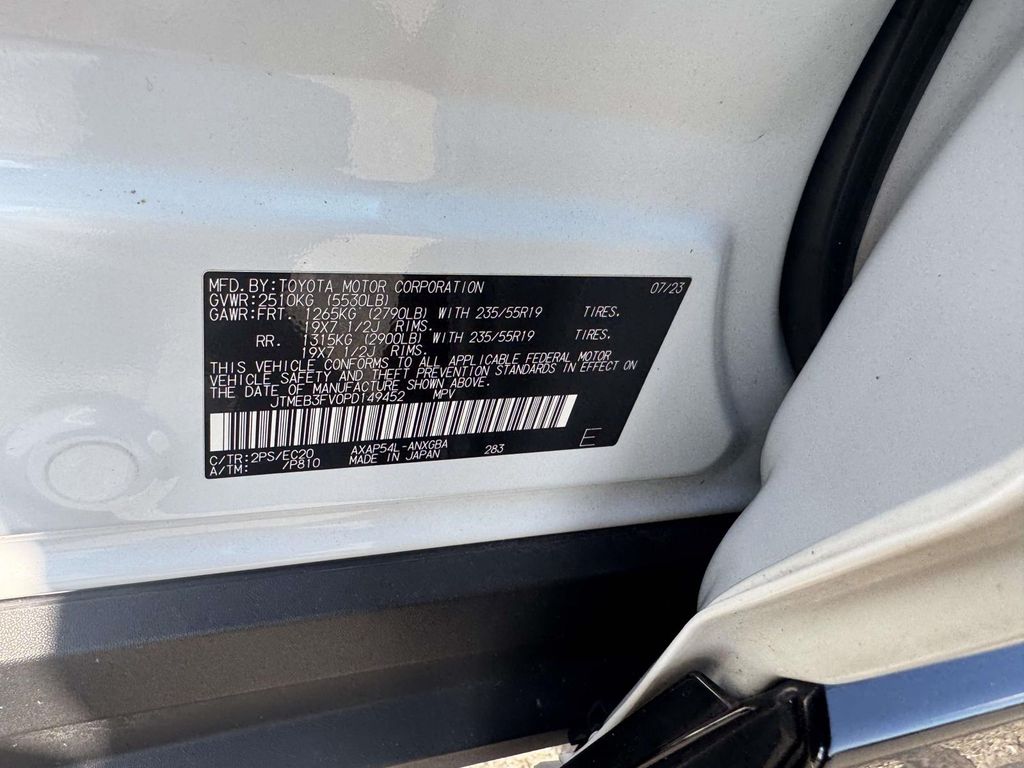 MFD. BY: TOYOTA MOTOR CORPORATION 07/23
GVWR: 2510KG (5530LB)
GAWR: FRT. 1265KG (2790LB) WITH 235/55R19 TIRES.
19X7 1/2J RIMS.
RR. 1315KG (2900LB) WITH 235/55R19 TIRES.
19X7 1/2J RIMS.
THIS VEHICLE CONFORMS TO ALL APPLICABLE FEDERAL MOTOR
VEHICLE SAFETY AND THEFT PREVENTION STANDARDS IN EFFECT ON
THE DATE OF MANUFACTURE SHOWN ABOVE.
JTMEB3FV0PD149452 MPV
C/TR: 2PS/EC20 AXAP54L-ANXGBA 283 E
A/TM: /P810 MADE IN JAPAN